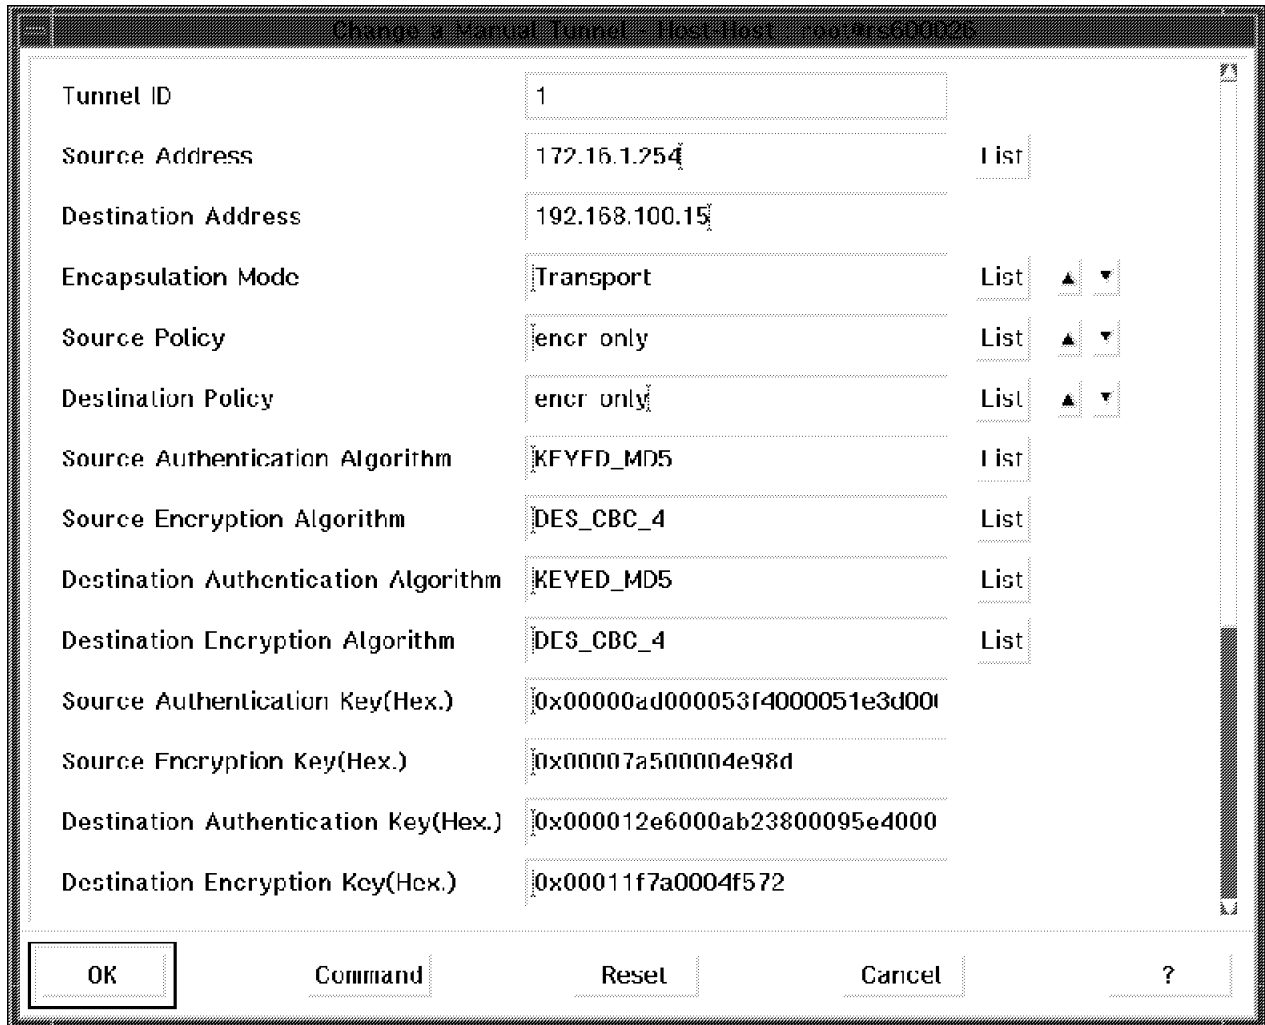 Change a Manual Tunnel - Host-Host : root@rs600026
Tunnel ID 1
Source Address 172.16.1.254 List
Destination Address 192.168.100.15
Encapsulation Mode Transport List ▲ ▼
Source Policy encr only List ▲ ▼
Destination Policy encr only List ▲ ▼
Source Authentication Algorithm KEYED_MD5 List
Source Encryption Algorithm DES_CBC_4 List
Destination Authentication Algorithm KEYED_MD5 List
Destination Encryption Algorithm DES_CBC_4 List
Source Authentication Key(Hex.) 0x00000ad000053f4000051e3d00
Source Encryption Key(Hex.) 0x00007a500004e98d
Destination Authentication Key(Hex.) 0x000012e6000ab23800095e4000
Destination Encryption Key(Hex.) 0x00011f7a0004f572
OK Command Reset Cancel ?